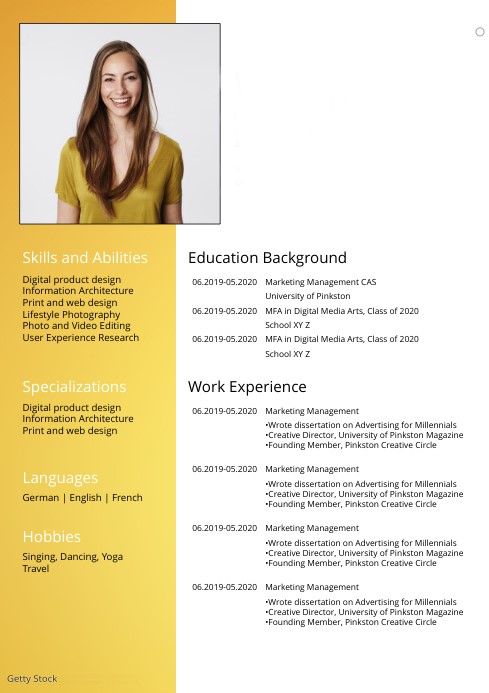 Skills and Abilities
Digital product design
Information Architecture
Print and web design
Lifestyle Photography
Photo and Video Editing
User Experience Research
Specializations
Digital product design
Information Architecture
Print and web design
Languages
German | English | French
Hobbies
Singing, Dancing, Yoga
Travel
Education Background
06.2019-05.2020 Marketing Management CAS
University of Pinkston
06.2019-05.2020 MFA in Digital Media Arts, Class of 2020
School XY Z
06.2019-05.2020 MFA in Digital Media Arts, Class of 2020
School XY Z
Work Experience
06.2019-05.2020 Marketing Management
•Wrote dissertation on Advertising for Millennials
•Creative Director, University of Pinkston Magazine
•Founding Member, Pinkston Creative Circle
06.2019-05.2020 Marketing Management
•Wrote dissertation on Advertising for Millennials
•Creative Director, University of Pinkston Magazine
•Founding Member, Pinkston Creative Circle
06.2019-05.2020 Marketing Management
•Wrote dissertation on Advertising for Millennials
•Creative Director, University of Pinkston Magazine
•Founding Member, Pinkston Creative Circle
06.2019-05.2020 Marketing Management
•Wrote dissertation on Advertising for Millennials
•Creative Director, University of Pinkston Magazine
•Founding Member, Pinkston Creative Circle
Getty Stock